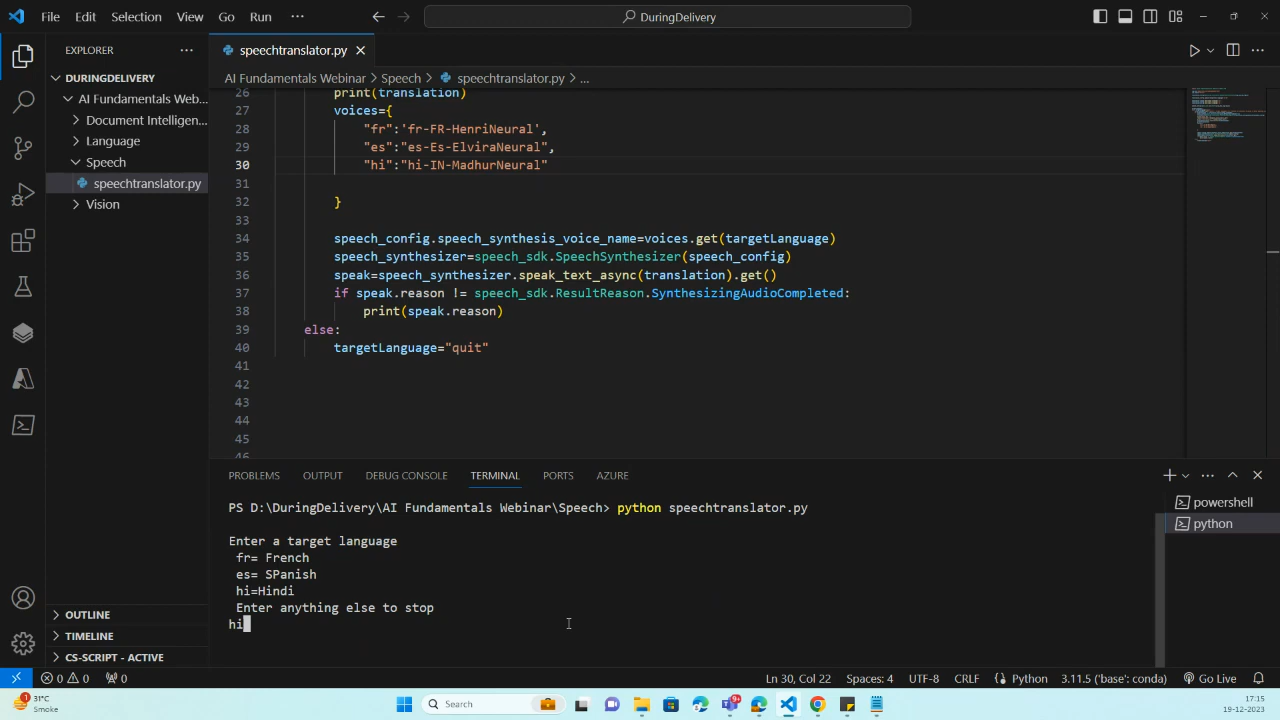 File Edit Selection View Go Run ··· DuringDelivery
EXPLORER ···
DURINGDELIVERY
AI Fundamentals Web...
Document Intelligen...
Language
Speech
speechtranslator.py
Vision
OUTLINE
TIMELINE
CS-SCRIPT - ACTIVE
speechtranslator.py
AI Fundamentals Webinar > Speech > speechtranslator.py > ...
26 print(translation)
27 voices={
28 "fr":'fr-FR-HenriNeural',
29 "es":"es-Es-ElviraNeural",
30 "hi":"hi-IN-MadhurNeural"
31
32 }
33
34 speech_config.speech_synthesis_voice_name=voices.get(targetLanguage)
35 speech_synthesizer=speech_sdk.SpeechSynthesizer(speech_config)
36 speak=speech_synthesizer.speak_text_async(translation).get()
37 if speak.reason != speech_sdk.ResultReason.SynthesizingAudioCompleted:
38 print(speak.reason)
39 else:
40 targetLanguage="quit"
41
42
43
44
45
46
PROBLEMS OUTPUT DEBUG CONSOLE TERMINAL PORTS AZURE
PS D:\DuringDelivery\AI Fundamentals Webinar\Speech> python speechtranslator.py
Enter a target language
fr= French
es= SPanish
hi=Hindi
Enter anything else to stop
hi
powershell
python
0 0 0 Ln 30, Col 22 Spaces: 4 UTF-8 CRLF Python 3.11.5 ('base': conda) Go Live
1 31°C
Smoke
Search
9+
17:15
19-12-2023